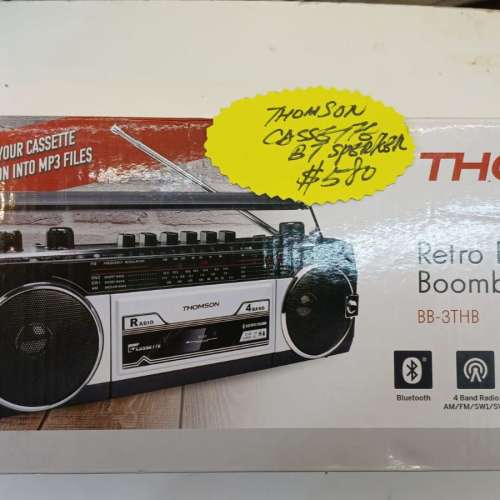 YOUR CASSETTE
ON INTO MP3 FILES
THOMSON
CASSETTE
BT SPERKER
$580
THO
Retro
Boomb
BB-3THB
THOMSON
RADIO
4 BAND
CASSETTE
Bluetooth
4 Band Radio
AM/FM/SW1/SW